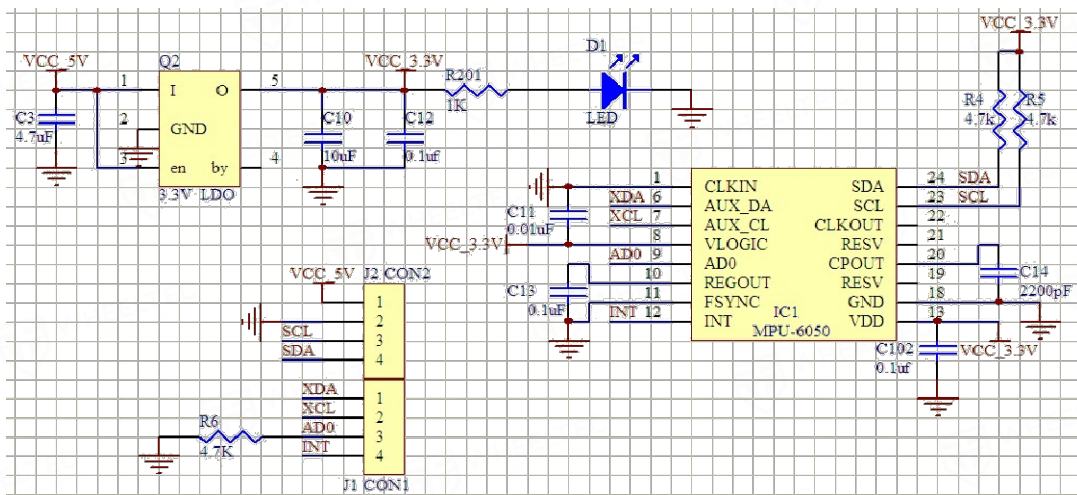 VCC_5V
Q2
1
I
O
5
VCC_3.3V
R201
1K
D1
LED
C3
4.7uF
2
GND
3
en
by
4
3.3V LDO
C10
10uF
C12
0.1uf
VCC_3.3V
R4
4.7k
R5
4.7k
1
CLKIN
SDA
24
SDA
XDA
6
AUX_DA
SCL
23
SCL
XCL
7
AUX_CL
CLKOUT
22
C11
0.01uF
VCC_3.3V
8
VLOGIC
RESV
21
AD0
9
AD0
CPOUT
20
10
REGOUT
RESV
19
C14
2200pF
C13
0.1uF
11
FSYNC
GND
18
INT
12
INT
VDD
13
IC1
MPU-6050
C102
0.1uf
VCC_3.3V
VCC_5V
J2 CON2
1
2
SCL
3
SDA
4
XDA
1
XCL
2
R6
4.7K
AD0
3
INT
4
J1 CON1